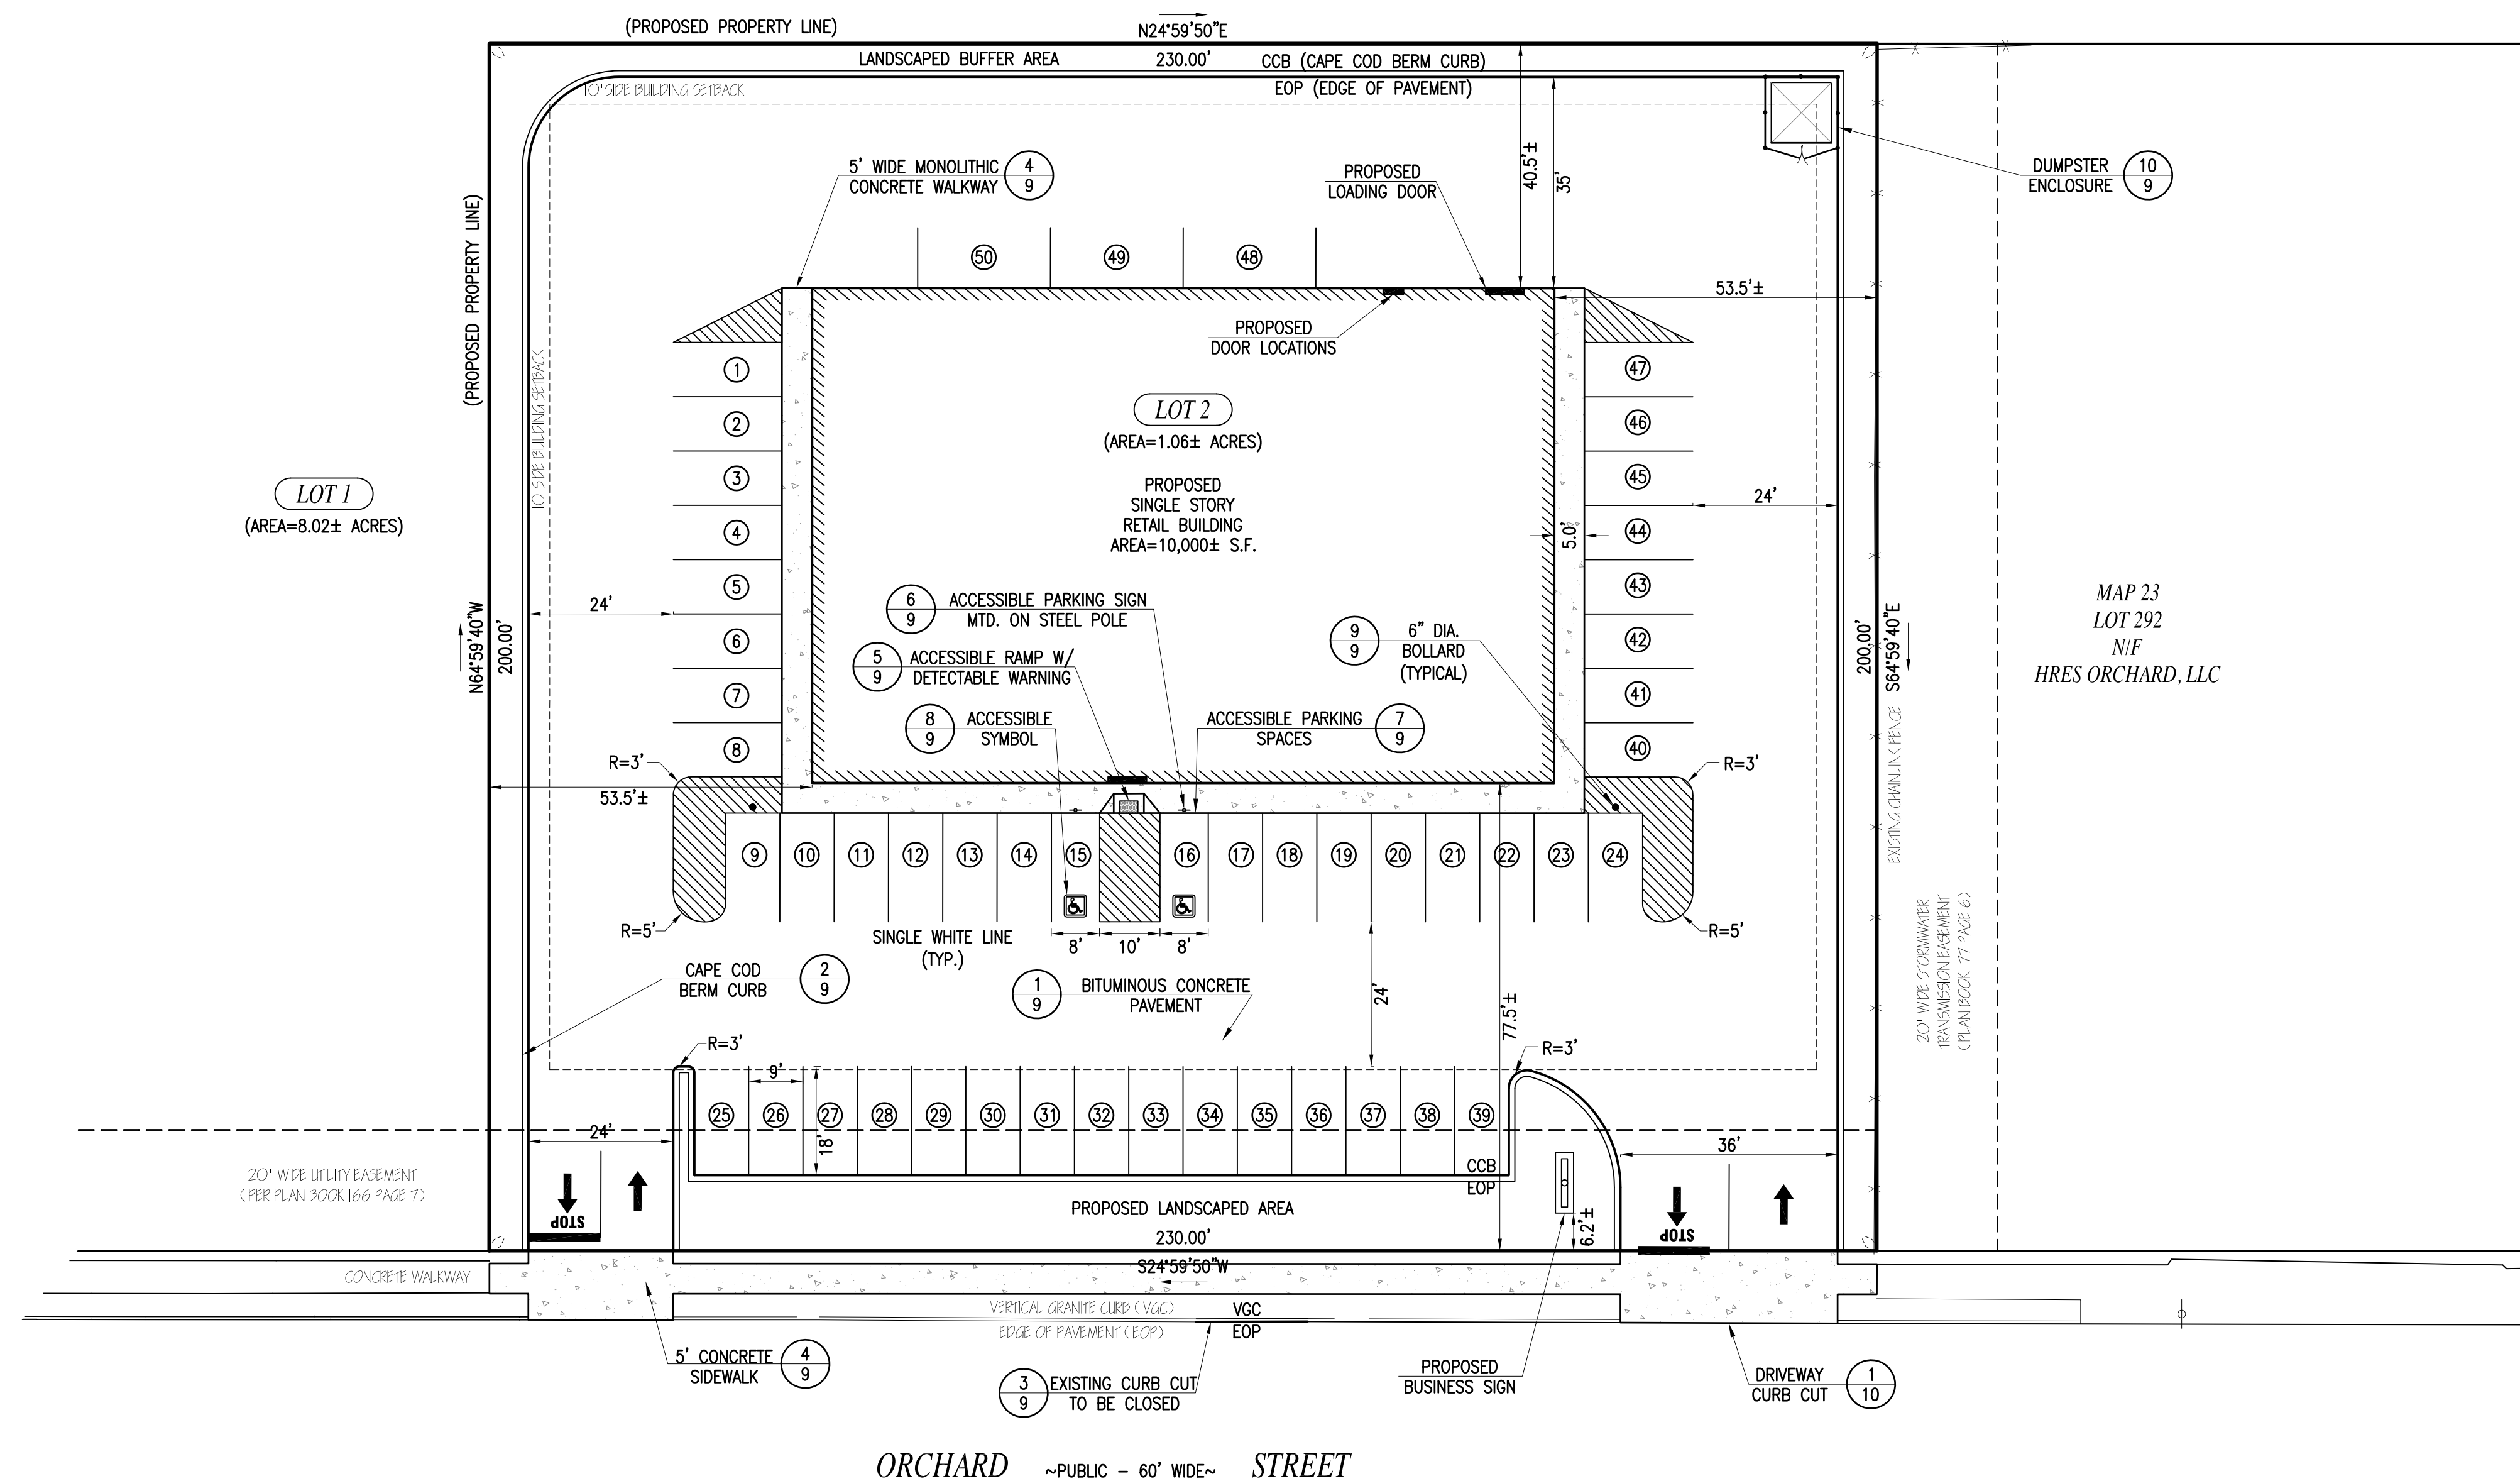 (PROPOSED PROPERTY LINE)
N24°59'50"E
LANDSCAPED BUFFER AREA
230.00'
CCB (CAPE COD BERM CURB)
10' SIDE BUILDING SETBACK
EOP (EDGE OF PAVEMENT)
5' WIDE MONOLITHIC
CONCRETE WALKWAY
4
9
PROPOSED
LOADING DOOR
40.5'±
35'
DUMPSTER
ENCLOSURE
10
9
(PROPOSED PROPERTY LINE)
50
49
48
53.5'±
PROPOSED
DOOR LOCATIONS
10' SIDE BUILDING SETBACK
1
2
3
4
5
6
7
8
47
46
45
44
43
42
41
40
LOT 2
(AREA=1.06± ACRES)
PROPOSED
SINGLE STORY
RETAIL BUILDING
AREA=10,000± S.F.
LOT 1
(AREA=8.02± ACRES)
24'
5.0'
24'
N64°59'40"W
200.00'
6
9
ACCESSIBLE PARKING SIGN
MTD. ON STEEL POLE
5
9
ACCESSIBLE RAMP W/
DETECTABLE WARNING
8
9
ACCESSIBLE
SYMBOL
9
9
6" DIA.
BOLLARD
(TYPICAL)
ACCESSIBLE PARKING
SPACES
7
9
200.00'
S64°59'40"E
EXISTING CHAINLINK FENCE
MAP 23
LOT 292
N/F
HRES ORCHARD, LLC
R=3'
53.5'±
R=3'
9
10
11
12
13
14
15
16
17
18
19
20
21
22
23
24
R=5'
R=5'
8'
10'
8'
SINGLE WHITE LINE
(TYP.)
20' WIDE STORMWATER
TRANSMISSION EASEMENT
(PLAN BOOK 177 PAGE 6)
CAPE COD
BERM CURB
2
9
1
9
BITUMINOUS CONCRETE
PAVEMENT
24'
77.5'±
R=3'
R=3'
9'
18'
25
26
27
28
29
30
31
32
33
34
35
36
37
38
39
24'
36'
20' WIDE UTILITY EASEMENT
(PER PLAN BOOK 166 PAGE 7)
CCB
EOP
STOP
PROPOSED LANDSCAPED AREA
6.2'±
STOP
230.00'
S24°59'50"W
CONCRETE WALKWAY
VERTICAL GRANITE CURB (VGC)
VGC
EDGE OF PAVEMENT (EOP)
EOP
5' CONCRETE
SIDEWALK
4
9
3
9
EXISTING CURB CUT
TO BE CLOSED
PROPOSED
BUSINESS SIGN
DRIVEWAY
CURB CUT
1
10
ORCHARD ~PUBLIC – 60' WIDE~ STREET